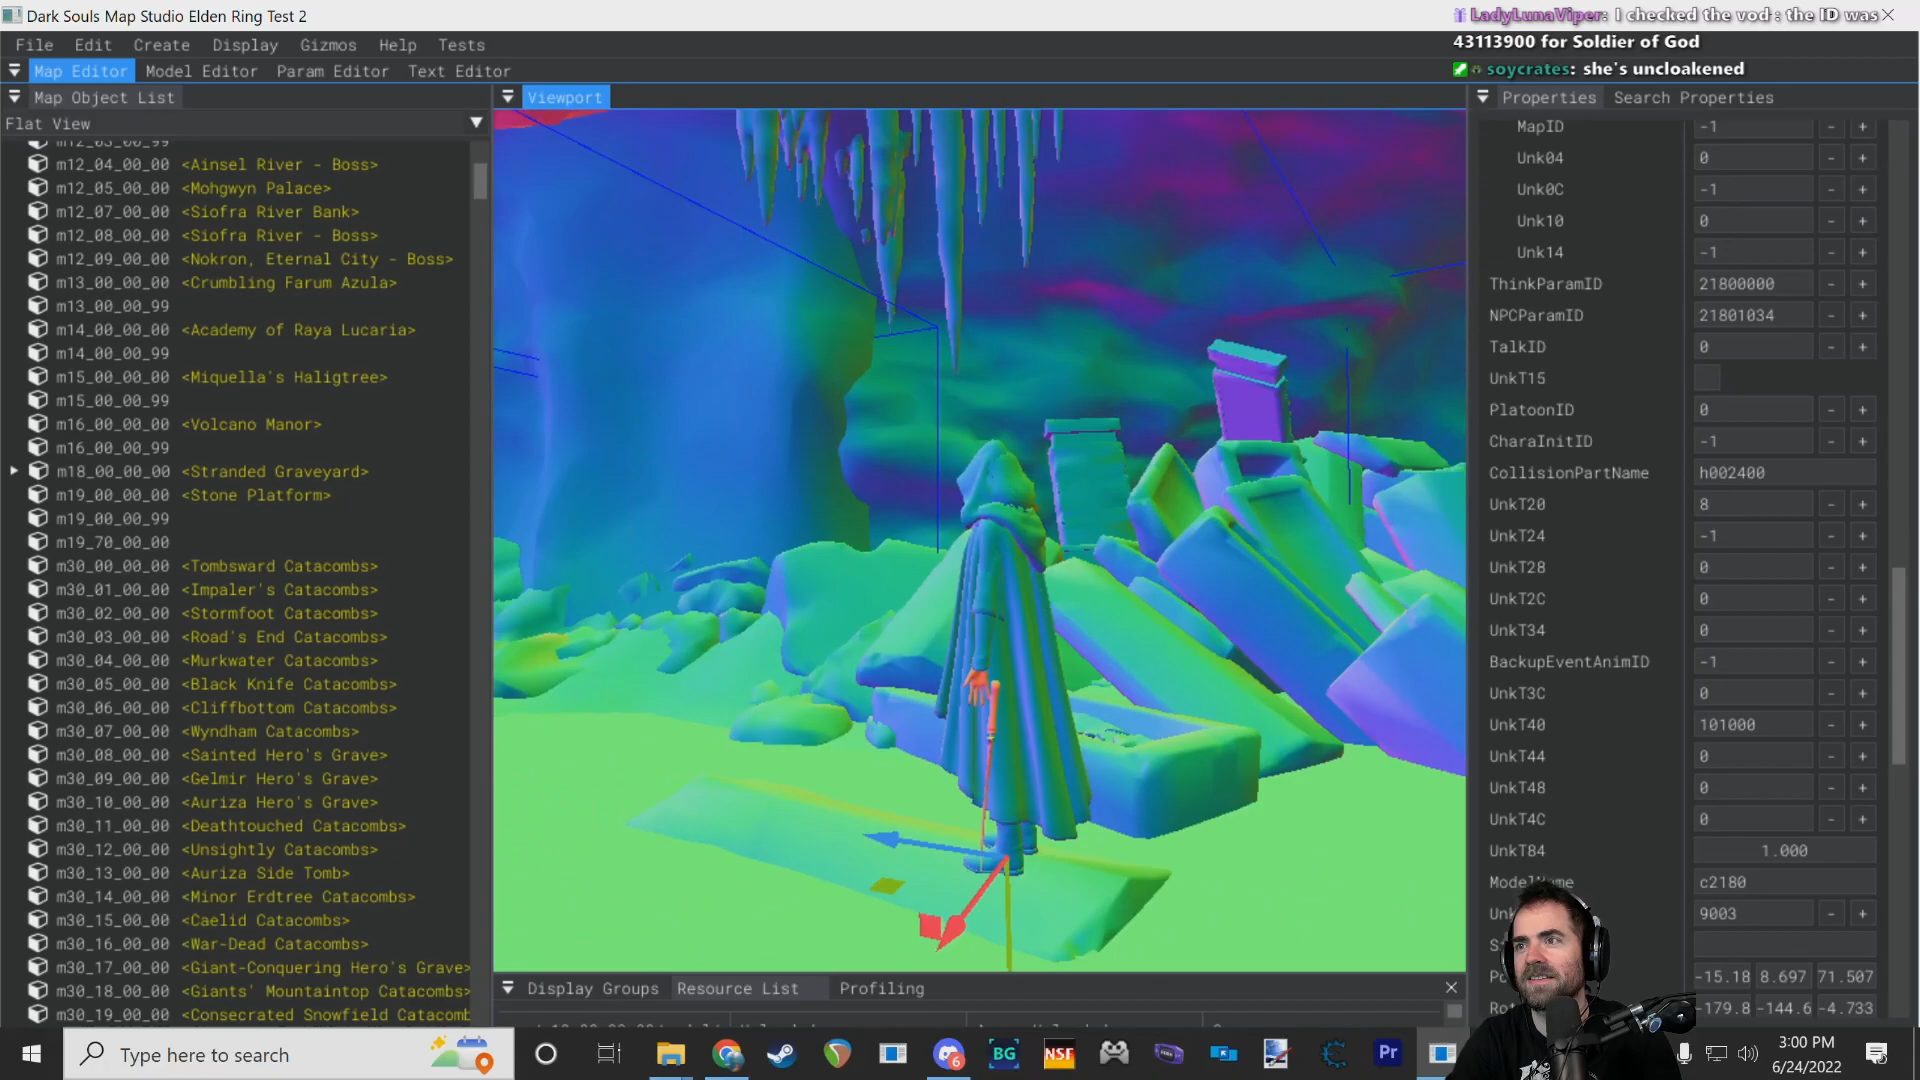 Dark Souls Map Studio Elden Ring Test 2
LadyLunaViper: I checked the vod : the ID was
43113900 for Soldier of God
soycrates: she's uncloakened
File Edit Create Display Gizmos Help Tests
Map Editor Model Editor Param Editor Text Editor
Map Object List
Flat View
m12_03_00_99
m12_04_00_00 <Ainsel River - Boss>
m12_05_00_00 <Mohgwyn Palace>
m12_07_00_00 <Siofra River Bank>
m12_08_00_00 <Siofra River - Boss>
m12_09_00_00 <Nokron, Eternal City - Boss>
m13_00_00_00 <Crumbling Farum Azula>
m13_00_00_99
m14_00_00_00 <Academy of Raya Lucaria>
m14_00_00_99
m15_00_00_00 <Miquella's Haligtree>
m15_00_00_99
m16_00_00_00 <Volcano Manor>
m16_00_00_99
m18_00_00_00 <Stranded Graveyard>
m19_00_00_00 <Stone Platform>
m19_00_00_99
m19_70_00_00
m30_00_00_00 <Tombsward Catacombs>
m30_01_00_00 <Impaler's Catacombs>
m30_02_00_00 <Stormfoot Catacombs>
m30_03_00_00 <Road's End Catacombs>
m30_04_00_00 <Murkwater Catacombs>
m30_05_00_00 <Black Knife Catacombs>
m30_06_00_00 <Cliffbottom Catacombs>
m30_07_00_00 <Wyndham Catacombs>
m30_08_00_00 <Sainted Hero's Grave>
m30_09_00_00 <Gelmir Hero's Grave>
m30_10_00_00 <Auriza Hero's Grave>
m30_11_00_00 <Deathtouched Catacombs>
m30_12_00_00 <Unsightly Catacombs>
m30_13_00_00 <Auriza Side Tomb>
m30_14_00_00 <Minor Erdtree Catacombs>
m30_15_00_00 <Caelid Catacombs>
m30_16_00_00 <War-Dead Catacombs>
m30_17_00_00 <Giant-Conquering Hero's Grave>
m30_18_00_00 <Giants' Mountaintop Catacombs>
m30_19_00_00 <Consecrated Snowfield Catacomb
Viewport
Display Groups Resource List Profiling
Properties Search Properties
MapID -1 - +
Unk04 0 - +
Unk0C -1 - +
Unk10 0 - +
Unk14 -1 - +
ThinkParamID 21800000 - +
NPCParamID 21801034 - +
TalkID 0 - +
UnkT15
PlatoonID 0 - +
CharaInitID -1 - +
CollisionPartName h002400
UnkT20 8 - +
UnkT24 -1 - +
UnkT28 0 - +
UnkT2C 0 - +
UnkT34 0 - +
BackupEventAnimID -1 - +
UnkT3C 0 - +
UnkT40 101000 - +
UnkT44 0 - +
UnkT48 0 - +
UnkT4C 0 - +
UnkT84 1.000
ModelName c2180
9003 - +
-15.18 8.697 71.507
-179.8 -144.6 -4.733
Type here to search
6
BG
NSF
Pr
3:00 PM
6/24/2022